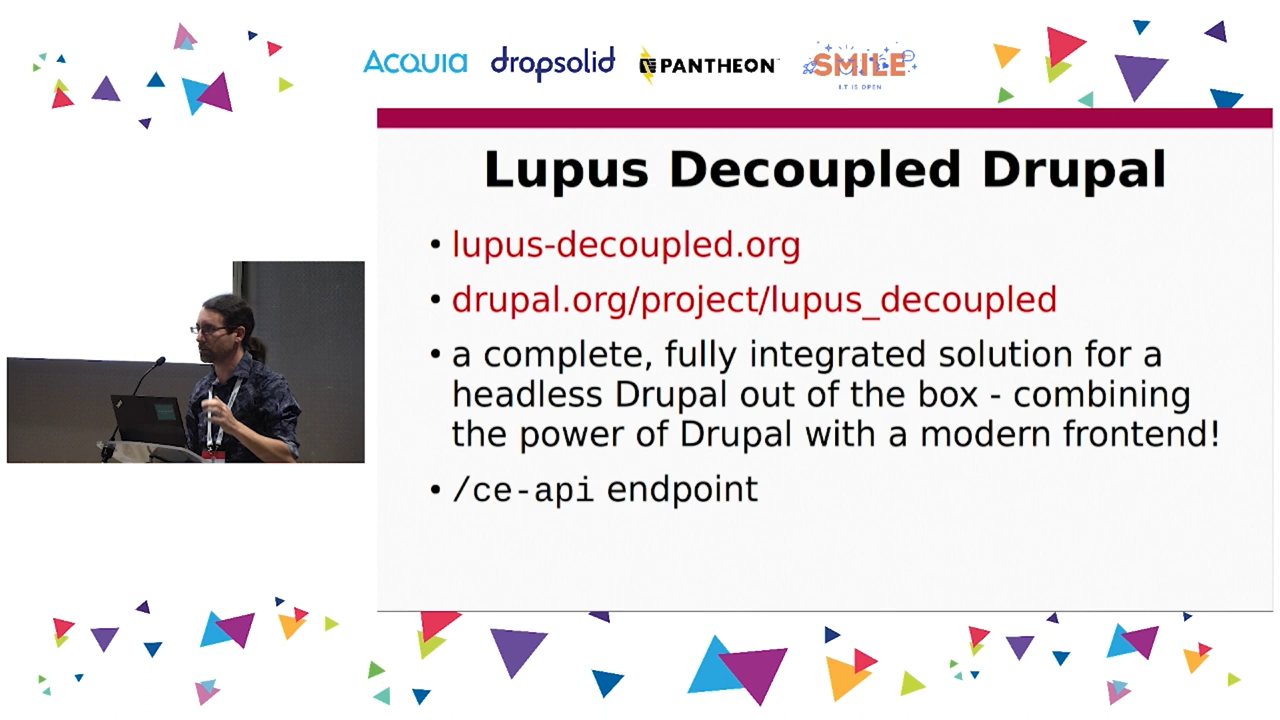 Acquia dropsolid PANTHEON SMILE
I.T IS OPEN
Lupus Decoupled Drupal
• lupus-decoupled.org
• drupal.org/project/lupus_decoupled
• a complete, fully integrated solution for a
headless Drupal out of the box - combining
the power of Drupal with a modern frontend!
• /ce-api endpoint